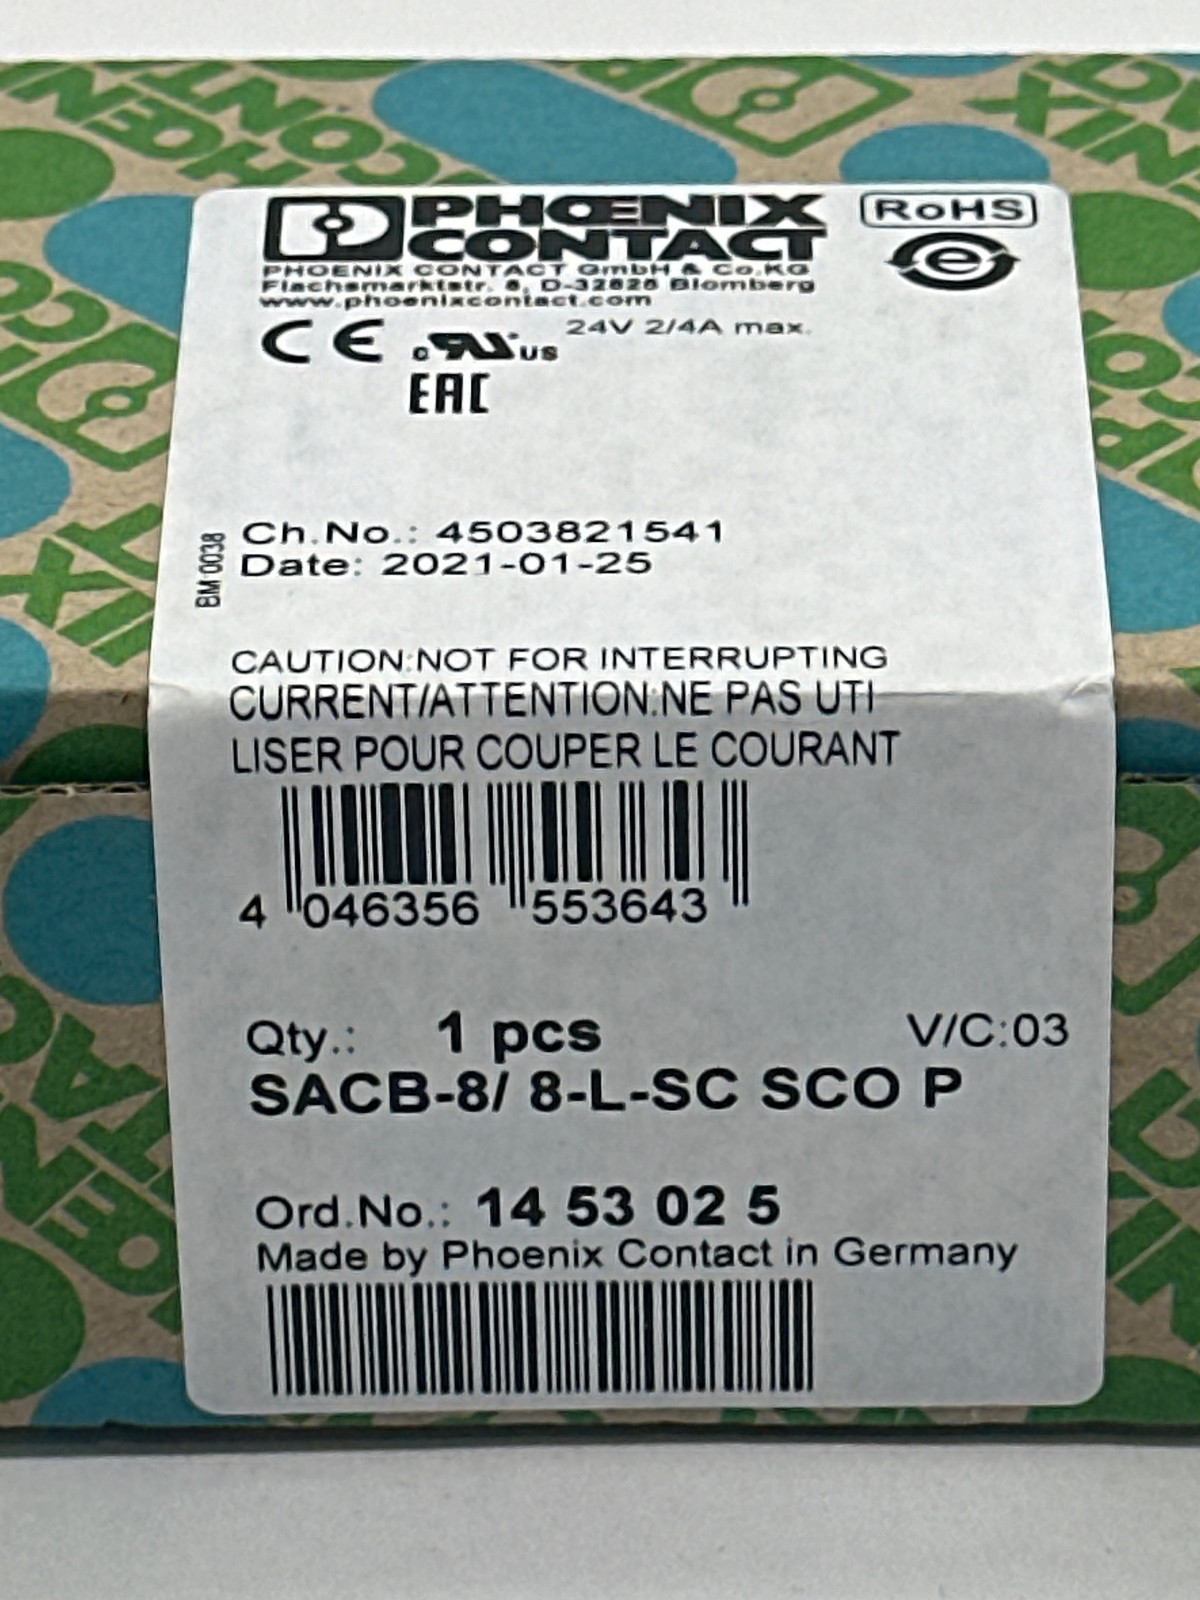 PHOENIX
CONTACT
RoHS
PHOENIX CONTACT GmbH & Co.KG
Flachsmarktstr. 8, D-32828 Blomberg
www.phoenixcontact.com
e
CE c US 24V 2/4A max.
EAC
Ch.No.: 4503821541
Date: 2021-01-25
BM 0038
CAUTION:NOT FOR INTERRUPTING
CURRENT/ATTENTION:NE PAS UTI
LISER POUR COUPER LE COURANT
4 046356 553643
Qty.: 1 pcs V/C:03
SACB-8/ 8-L-SC SCO P
Ord.No.: 14 53 02 5
Made by Phoenix Contact in Germany